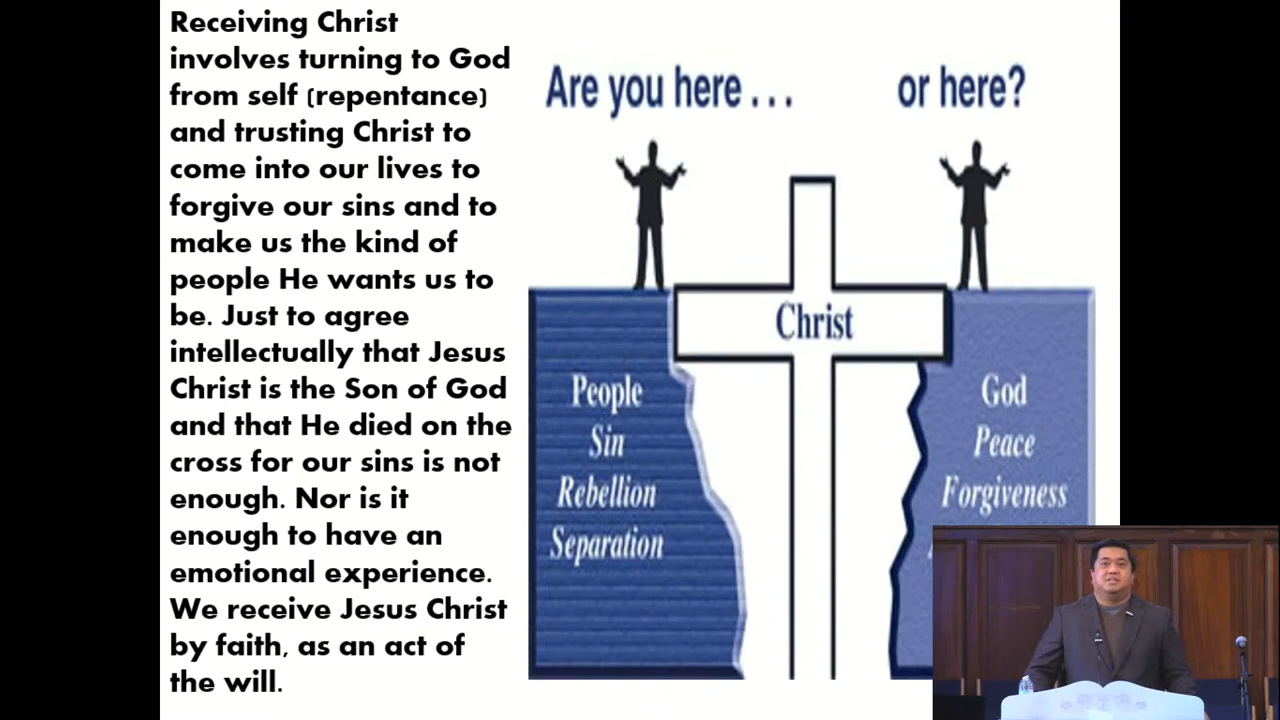 Receiving Christ
involves turning to God
from self (repentance)
and trusting Christ to
come into our lives to
forgive our sins and to
make us the kind of
people He wants us to
be. Just to agree
intellectually that Jesus
Christ is the Son of God
and that He died on the
cross for our sins is not
enough. Nor is it
enough to have an
emotional experience.
We receive Jesus Christ
by faith, as an act of
the will.
Are you here . . .
or here?
Christ
People
Sin
Rebellion
Separation
God
Peace
Forgiveness